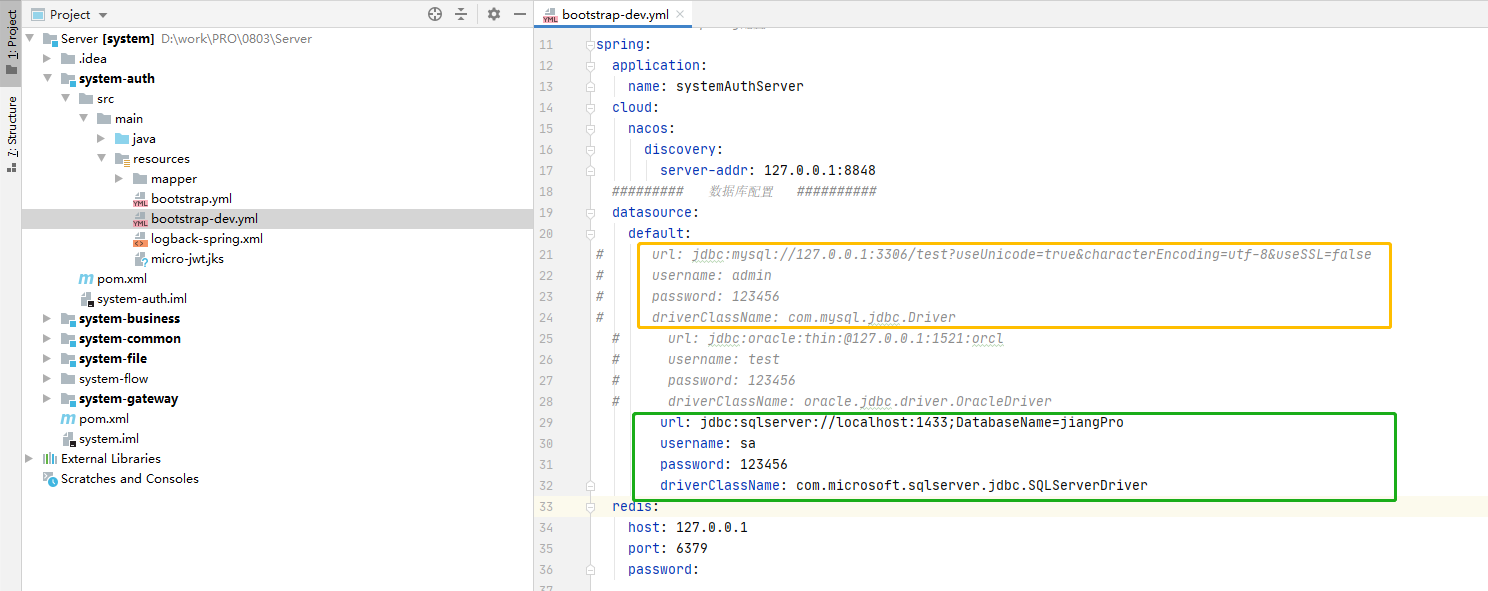 Project
bootstrap-dev.yml
1: Project
7: Structure
Server [system] D:\work\PRO\0803\Server
.idea
system-auth
src
main
java
resources
mapper
bootstrap.yml
bootstrap-dev.yml
logback-spring.xml
micro-jwt.jks
pom.xml
system-auth.iml
system-business
system-common
system-file
system-flow
system-gateway
pom.xml
system.iml
External Libraries
Scratches and Consoles
11 spring:
12 application:
13 name: systemAuthServer
14 cloud:
15 nacos:
16 discovery:
17 server-addr: 127.0.0.1:8848
18 ######### 数据库配置 ##########
19 datasource:
20 default:
21 # url: jdbc:mysql://127.0.0.1:3306/test?useUnicode=true&characterEncoding=utf-8&useSSL=false
22 # username: admin
23 # password: 123456
24 # driverClassName: com.mysql.jdbc.Driver
25 # url: jdbc:oracle:thin:@127.0.0.1:1521:orcl
26 # username: test
27 # password: 123456
28 # driverClassName: oracle.jdbc.driver.OracleDriver
29 url: jdbc:sqlserver://localhost:1433;DatabaseName=jiangPro
30 username: sa
31 password: 123456
32 driverClassName: com.microsoft.sqlserver.jdbc.SQLServerDriver
33 redis:
34 host: 127.0.0.1
35 port: 6379
36 password:
37